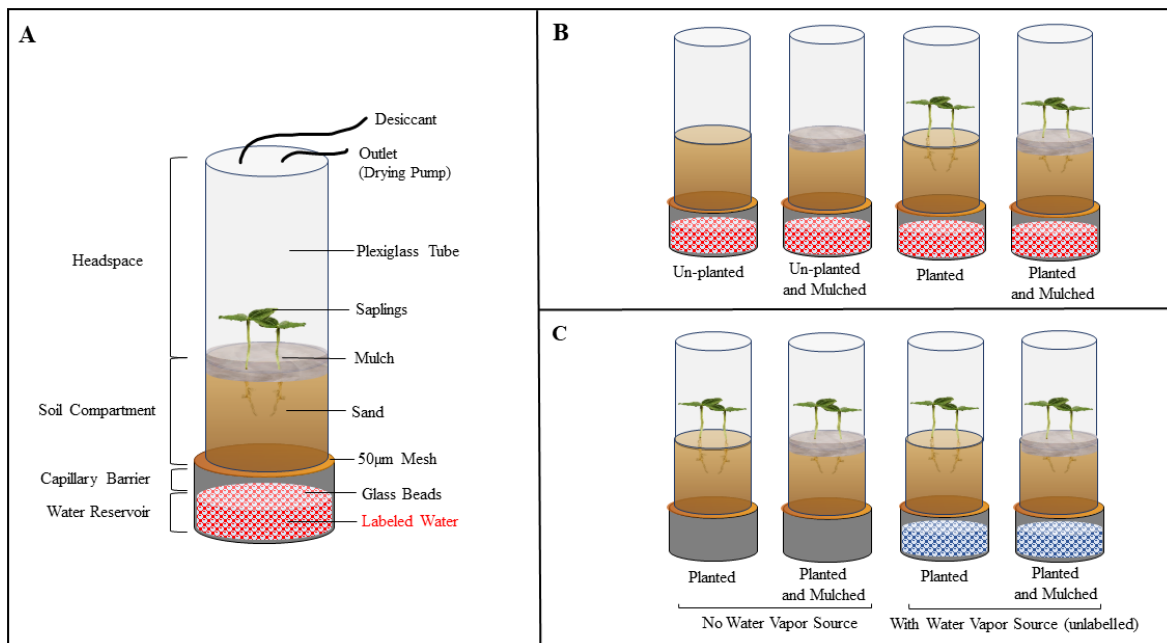 A
Desiccant
Outlet
(Drying Pump)
Headspace
Plexiglass Tube
Saplings
Mulch
Soil Compartment
Sand
50μm Mesh
Capillary Barrier
Glass Beads
Water Reservoir
Labeled Water
B
Un-planted
Un-planted
and Mulched
Planted
Planted
and Mulched
C
Planted
Planted
and Mulched
Planted
Planted
and Mulched
No Water Vapor Source
With Water Vapor Source (unlabelled)